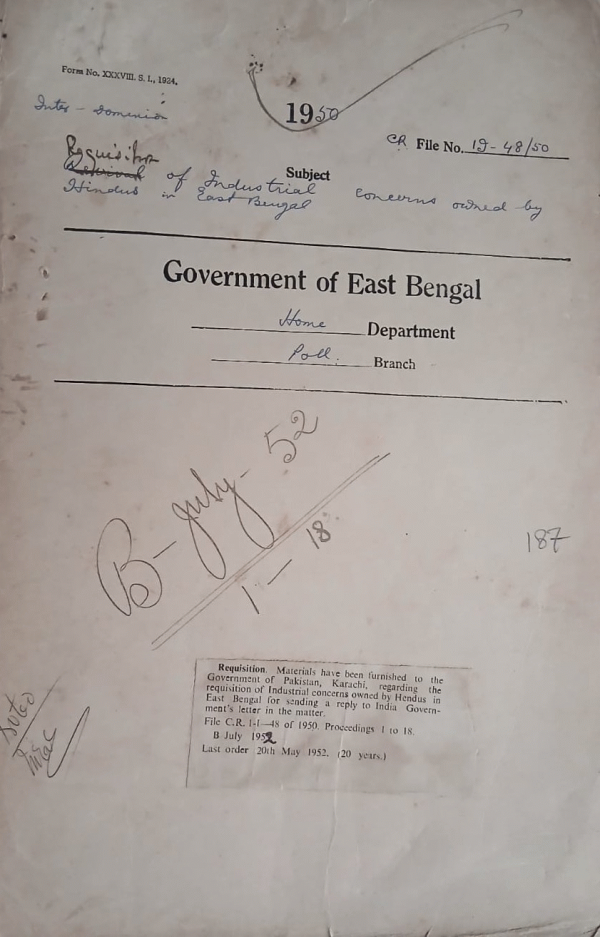 Form No. XXXVIII. S. I., 1924.
1950
Inter - Dominion
CR File No. 1I-48/50
Subject
Requisition of Industrial concerns owned by
Hindus in East Bengal
Government of East Bengal
Home Department
Poll. Branch
B - July - 52
1 - 18
187
Requisition. Materials have been furnished to the
Government of Pakistan, Karachi, regarding the
requisition of Industrial concerns owned by Hendus in
East Bengal for sending a reply to India Govern-
ment's letter in the matter.
File C.R. 1-I—48 of 1950. Proceedings 1 to 18.
B July 1952
Last order 20th May 1952. (20 years.)